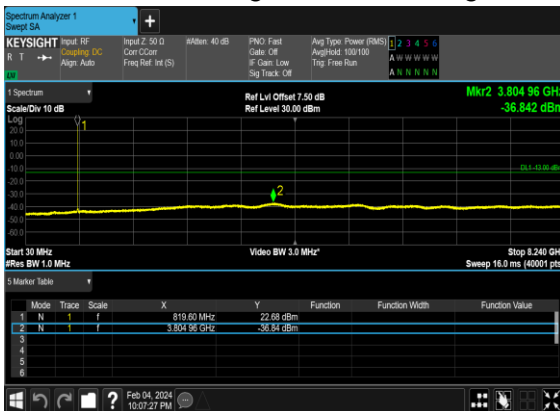 Spectrum Analyzer 1
Swept SA
+
KEYSIGHT Input: RF Input Z: 50 Ω #Atten: 40 dB PNO: Fast Avg Type: Power (RMS) 1 2 3 4 5 6
R T Coupling: DC Corr CCorr Gate: Off Avg|Hold: 100/100 A W W W W W
Align: Auto Freq Ref: Int (S) IF Gain: Low Trig: Free Run
Sig Track: Off A N N N N N
1 Spectrum Ref Lvl Offset 7.50 dB Mkr2 3.804 96 GHz
Scale/Div 10 dB Ref Level 30.00 dBm -36.842 dBm
Log
20.0 1
10.0
0.00
-10.0 DL1 -13.00 dBm
-20.0
-30.0 2
-40.0
-50.0
-60.0
Start 30 MHz Video BW 3.0 MHz* Stop 8.240 GH
#Res BW 1.0 MHz Sweep 16.0 ms (40001 pts
5 Marker Table
Mode Trace Scale X Y Function Function Width Function Value
1 N 1 f 819.60 MHz 22.68 dBm
2 N 1 f 3.804 96 GHz -36.84 dBm
3
4
5
6
? Feb 04, 2024
10:07:27 PM